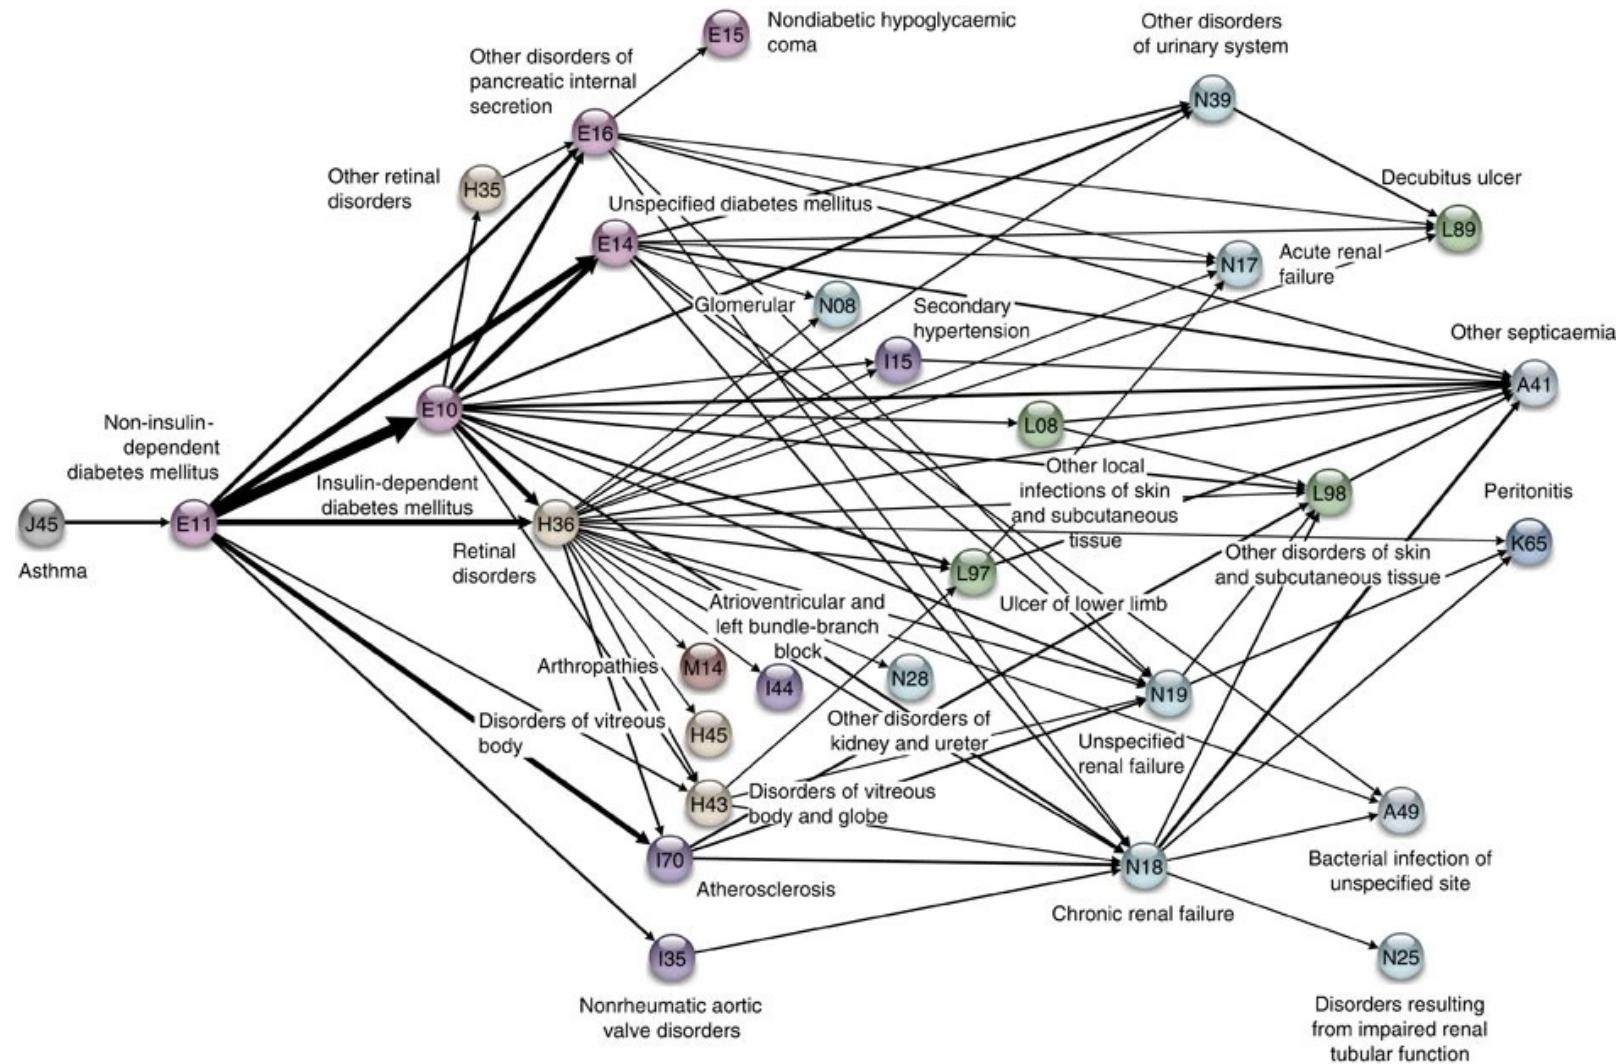 E15
Nondiabetic hypoglycaemic
coma
Other disorders
of urinary system
Other disorders of
pancreatic internal
secretion
N39
E16
Other retinal
disorders
H35
Decubitus ulcer
Unspecified diabetes mellitus
L89
E14
N17
Acute renal
failure
Glomerular
N08
Secondary
hypertension
I15
Other septicaemia
A41
E10
L08
Non-insulin-
dependent
diabetes mellitus
Insulin-dependent
diabetes mellitus
Other local
infections of skin
and subcutaneous
tissue
L98
Peritonitis
J45
E11
H36
K65
Asthma
Retinal
disorders
L97
Other disorders of skin
and subcutaneous tissue
Atrioventricular and
left bundle-branch
block
Ulcer of lower limb
Arthropathies
M14
I44
N28
N19
Disorders of vitreous
body
H45
Other disorders of
kidney and ureter
Unspecified
renal failure
H43
Disorders of vitreous
body and globe
A49
I70
N18
Bacterial infection of
unspecified site
Atherosclerosis
Chronic renal failure
I35
N25
Nonrheumatic aortic
valve disorders
Disorders resulting
from impaired renal
tubular function